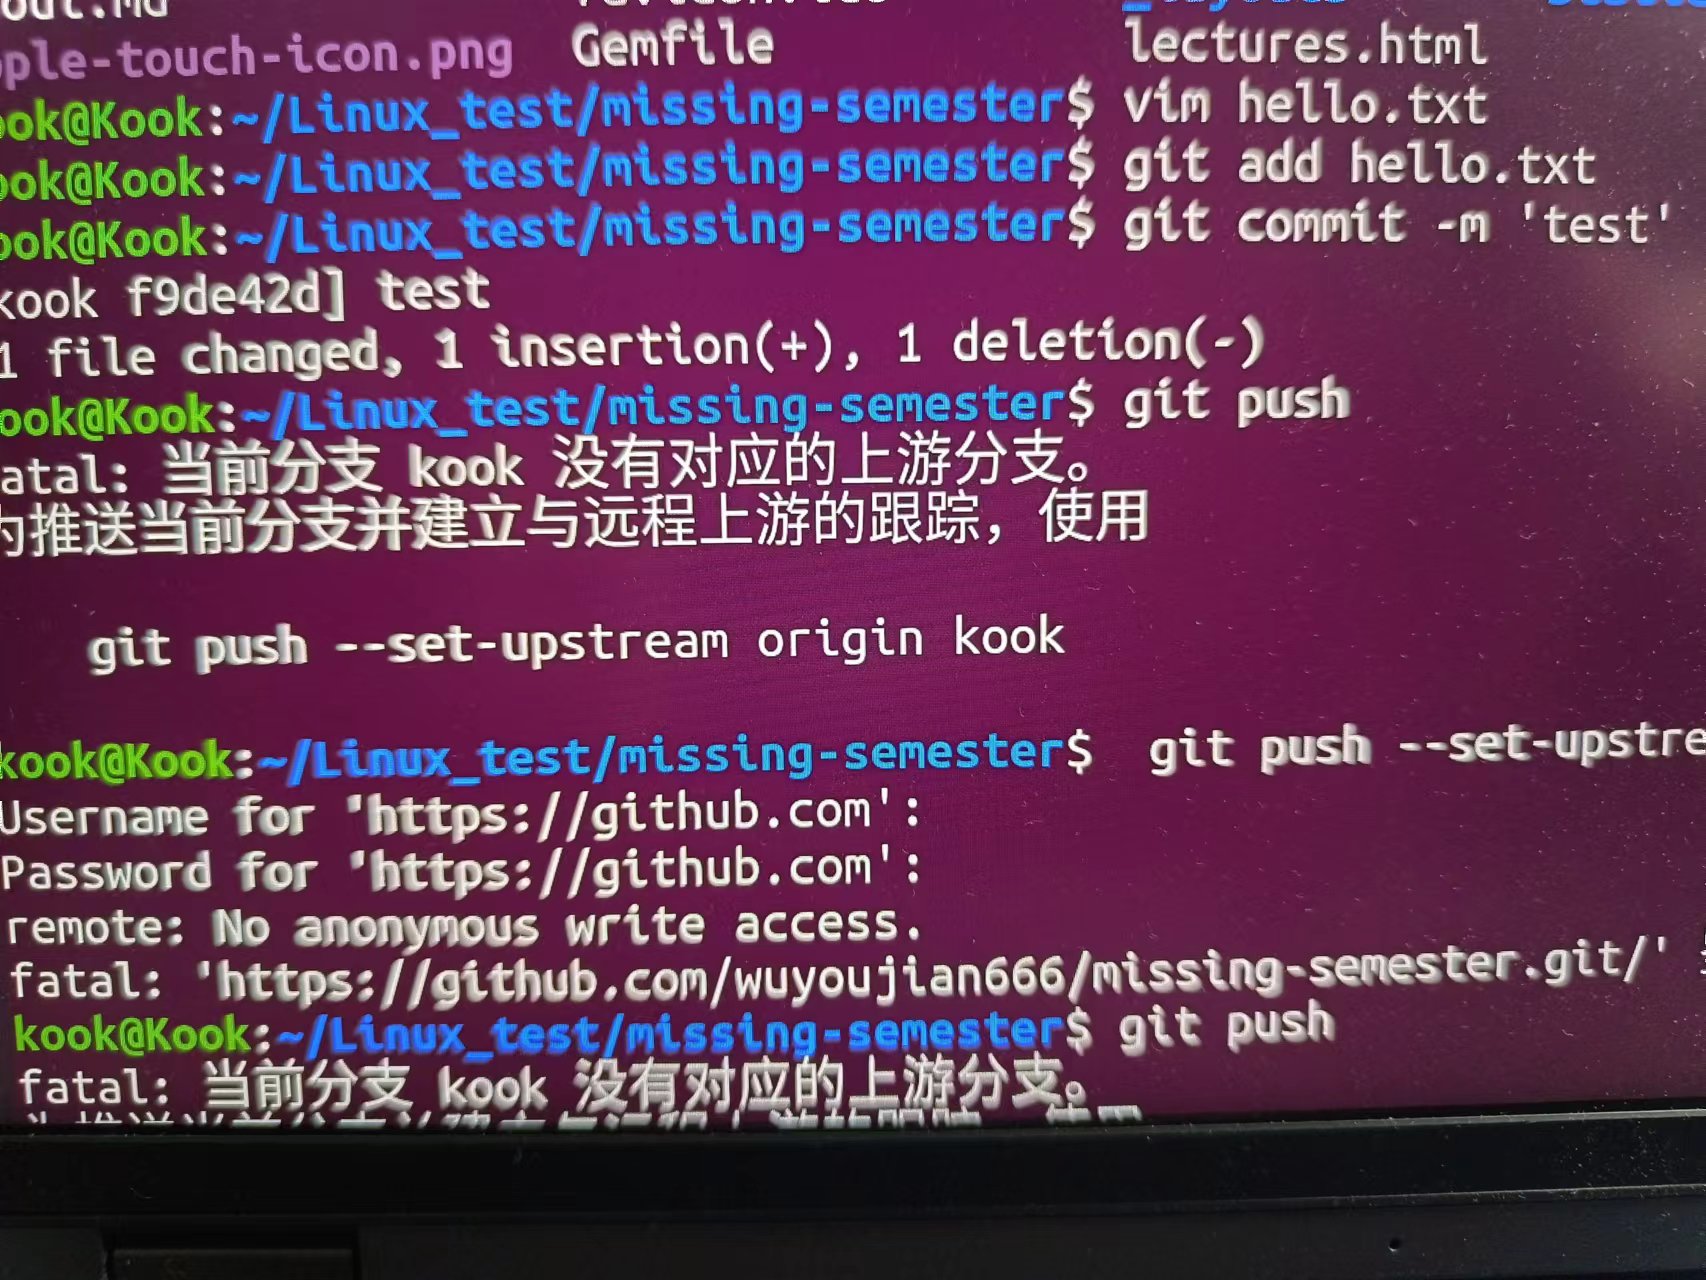 ple-touch-icon.png Gemfile lectures.html
ook@Kook:~/Linux_test/missing-semester$ vim hello.txt
ook@Kook:~/Linux_test/missing-semester$ git add hello.txt
ook@Kook:~/Linux_test/missing-semester$ git commit -m 'test'
kook f9de42d] test
1 file changed, 1 insertion(+), 1 deletion(-)
ook@Kook:~/Linux_test/missing-semester$ git push
atal: 当前分支 kook 没有对应的上游分支。
为推送当前分支并建立与远程上游的跟踪，使用
git push --set-upstream origin kook
kook@Kook:~/Linux_test/missing-semester$ git push --set-upstre
Username for 'https://github.com':
Password for 'https://github.com':
remote: No anonymous write access.
fatal: 'https://github.com/wuyoujian666/missing-semester.git/'
kook@Kook:~/Linux_test/missing-semester$ git push
fatal: 当前分支 kook 没有对应的上游分支。